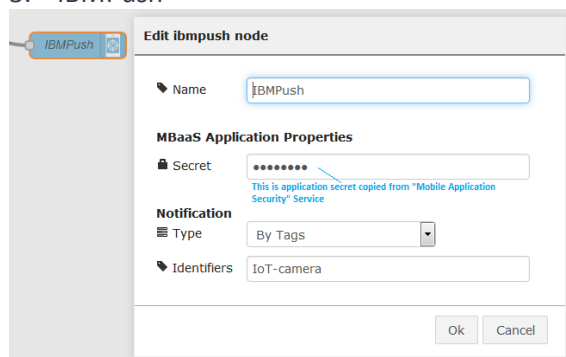 IBMPush
IBMPush
Edit ibmpush node
Name
IBMPush
MBaaS Application Properties
Secret
••••••••
This is application secret copied from "Mobile Application
Security" Service
Notification
Type
By Tags
Identifiers
IoT-camera
Ok
Cancel